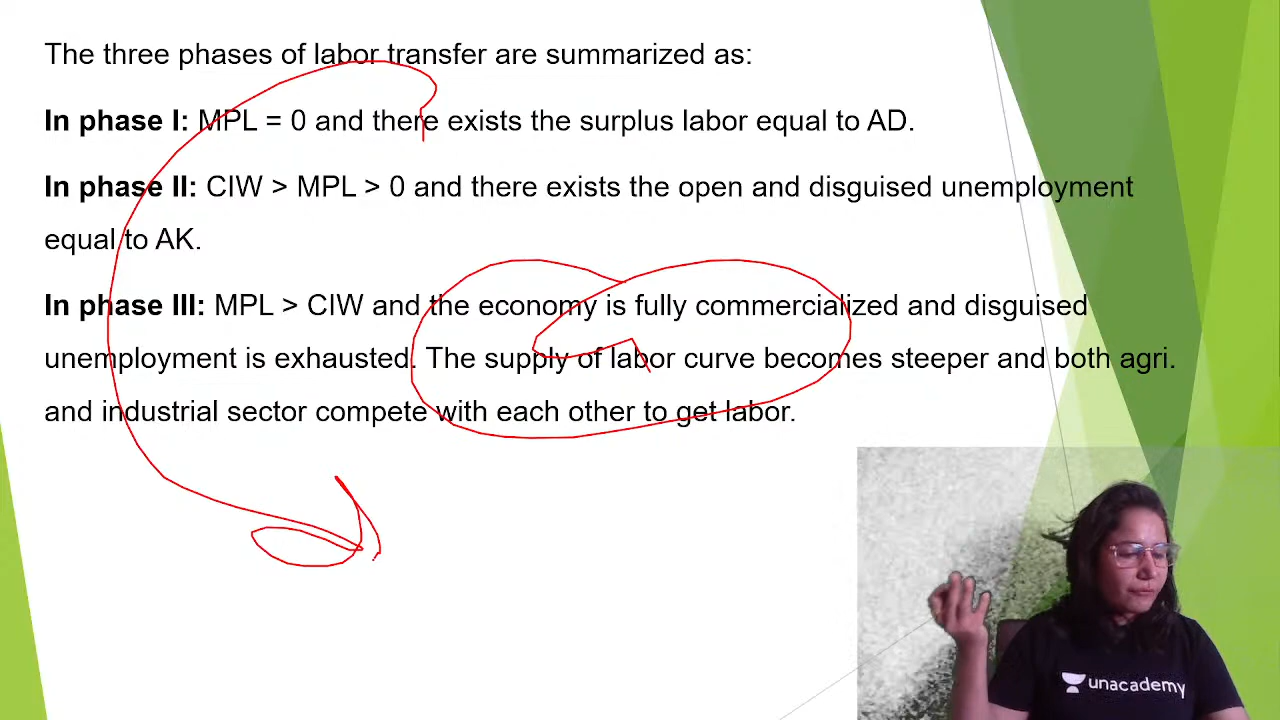 The three phases of labor transfer are summarized as:
In phase I: MPL = 0 and there exists the surplus labor equal to AD.
In phase II: CIW > MPL > 0 and there exists the open and disguised unemployment
equal to AK.
In phase III: MPL > CIW and the economy is fully commercialized and disguised
unemployment is exhausted. The supply of labor curve becomes steeper and both agri.
and industrial sector compete with each other to get labor.
unacademy